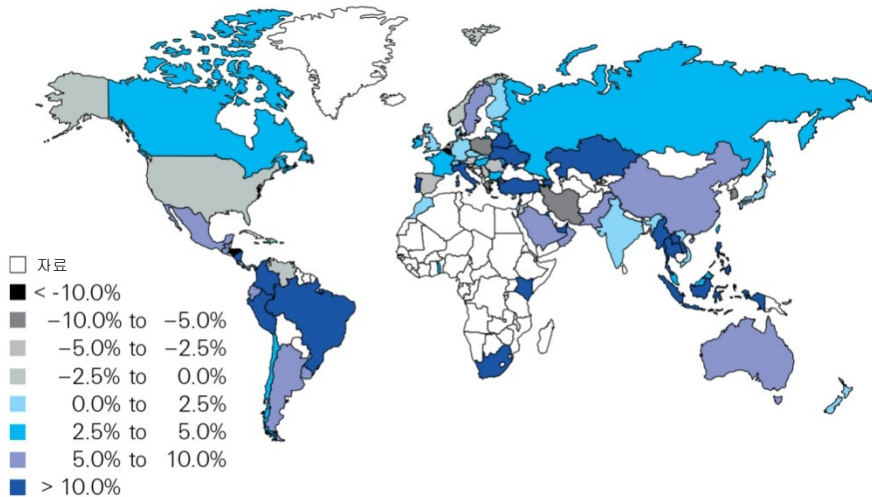 자료
< -10.0%
−10.0% to −5.0%
−5.0% to −2.5%
−2.5% to 0.0%
0.0% to 2.5%
2.5% to 5.0%
5.0% to 10.0%
> 10.0%